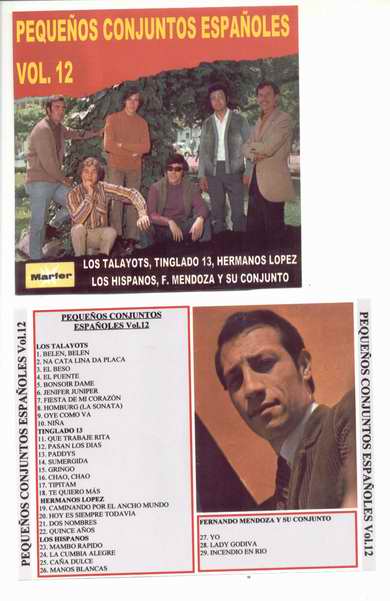 PEQUEÑOS CONJUNTOS ESPAÑOLES
VOL. 12
Marfer
LOS TALAYOTS, TINGLADO 13, HERMANOS LOPEZ
LOS HISPANOS, F. MENDOZA Y SU CONJUNTO
PEQUEÑOS CONJUNTOS ESPAÑOLES Vol.12
PEQUEÑOS CONJUNTOS
ESPAÑOLES Vol.12
LOS TALAYOTS
1. BELEN, BELEN
2. NA CATA LINA DA PLACA
3. EL BESO
4. EL PUENTE
5. BONSOIR DAME
6. JENIFER JUNIPER
7. FIESTA DE MI CORAZÓN
8. HOMBURG (LA SONATA)
9. OYE COMO VA
10. NIÑA
TINGLADO 13
11. QUE TRABAJE RITA
12. PASAN LOS DIAS
13. PADDYS
14. SUMERGIDA
15. GRINGO
16. CHAO, CHAO
17. TIPITAM
18. TE QUIERO MÁS
HERMANOS LOPEZ
19. CAMINANDO POR EL ANCHO MUNDO
20. HOY ES SIEMPRE TODAVIA
21. DOS NOMBRES
22. QUINCE AÑOS
LOS HISPANOS
23. MAMBO RAPIDO
24. LA CUMBIA ALEGRE
25. CAÑA DULCE
26. MANOS BLANCAS
FERNANDO MENDOZA Y SU CONJUNTO
27. YO
28. LADY GODIVA
29. INCENDIO EN RIO
PEQUEÑOS CONJUNTOS ESPAÑOLES Vol.12